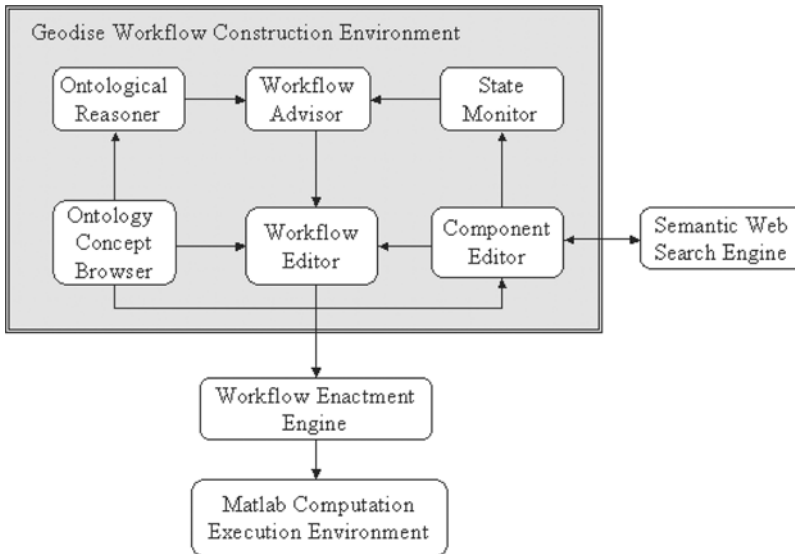 Geodise Workflow Construction Environment
Ontological
Reasoner
Workflow
Advisor
State
Monitor
Ontology
Concept
Browser
Workflow
Editor
Component
Editor
Semantic Web
Search Engine
Workflow Enactment
Engine
Matlab Computation
Execution Environment